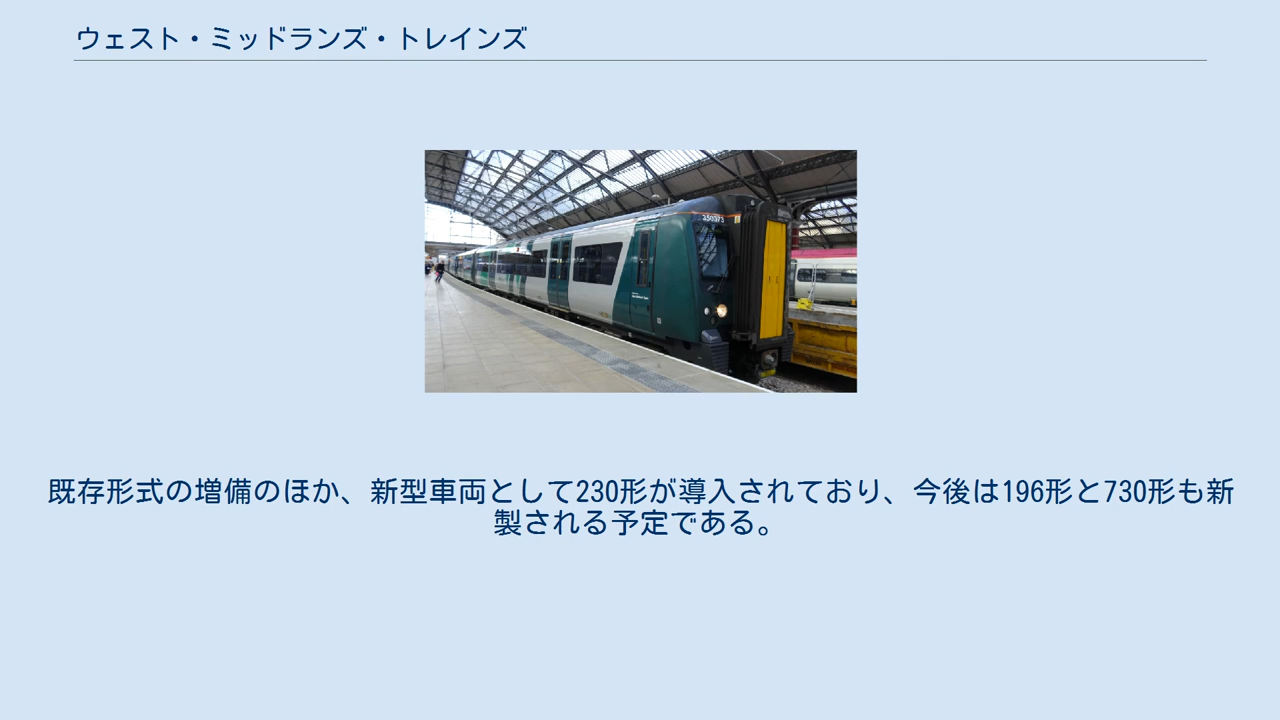 ウェスト・ミッドランズ・トレインズ
350373
既存形式の増備のほか、新型車両として230形が導入されており、今後は196形と730形も新
製される予定である。